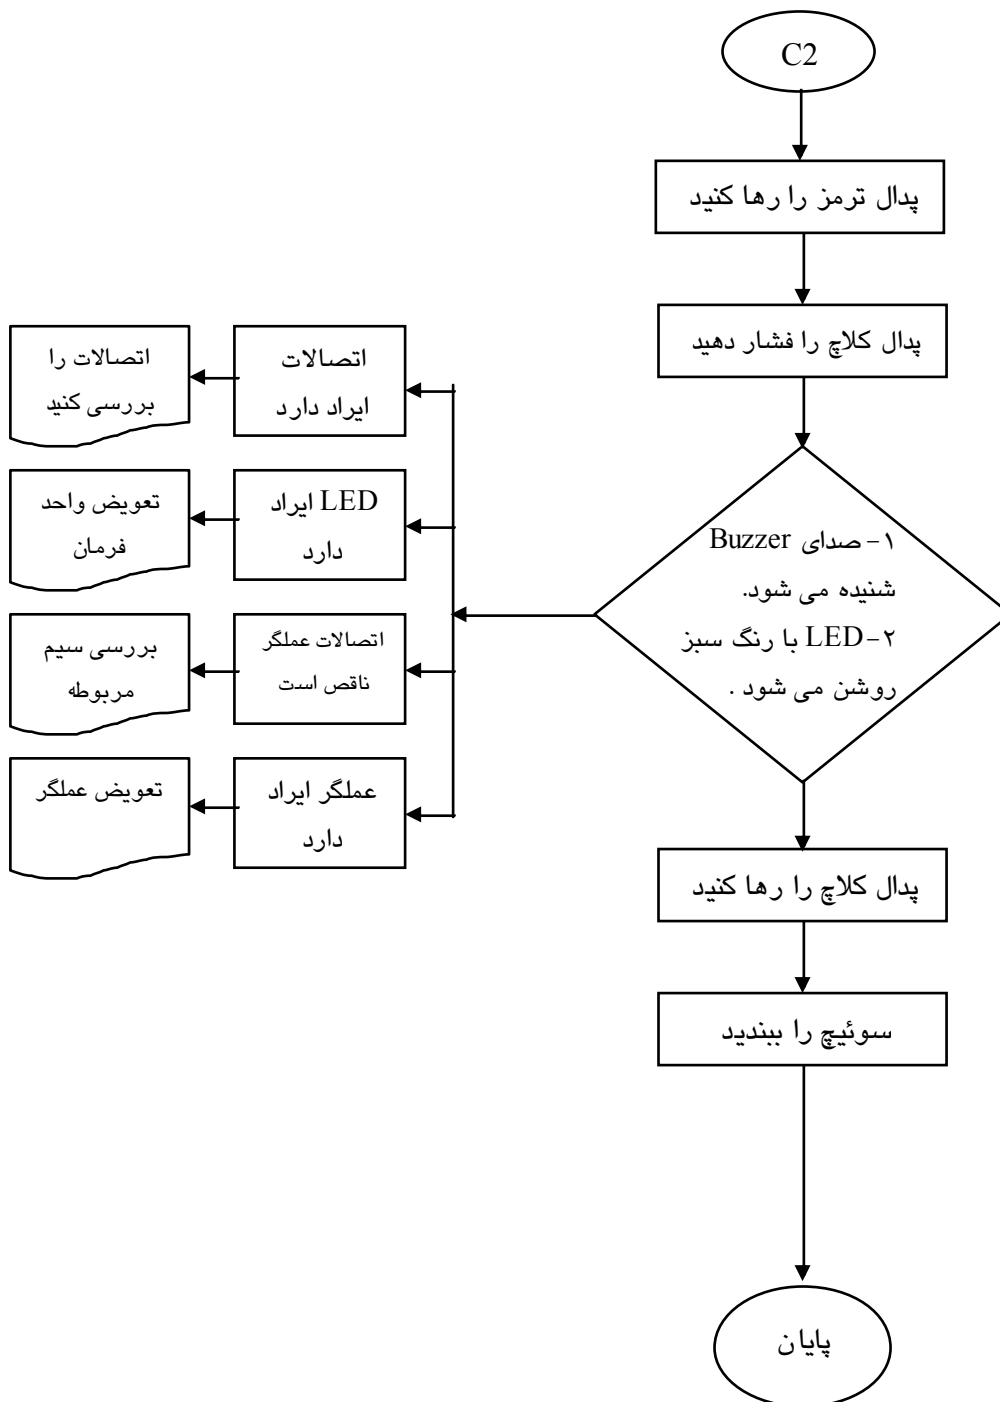 C2
پدال ترمز را رها کنید
پدال کلاچ را فشار دهید
۱- صدای Buzzer
شنیده می شود.
۲- LED با رنگ سبز
روشن می شود .
اتصالات
ایراد دارد
اتصالات را
بررسی کنید
LED ایراد
دارد
تعویض واحد
فرمان
اتصالات عملگر
ناقص است
بررسی سیم
مربوطه
عملگر ایراد
دارد
تعویض عملگر
پدال کلاچ را رها کنید
سوئیچ را ببندید
پایان